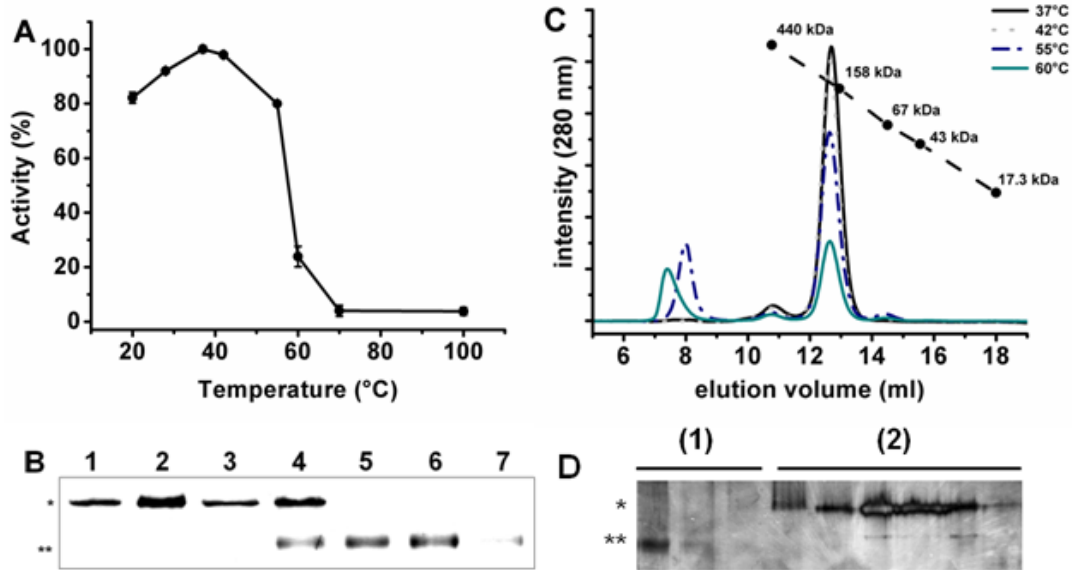 A
Activity (%)
100
80
60
40
20
0
20 40 60 80 100
Temperature (°C)
C
intensity (280 nm)
440 kDa
158 kDa
67 kDa
43 kDa
17.3 kDa
37°C
42°C
55°C
60°C
6 8 10 12 14 16 18
elution volume (ml)
B 1 2 3 4 5 6 7
*
**
D (1) (2)
*
**